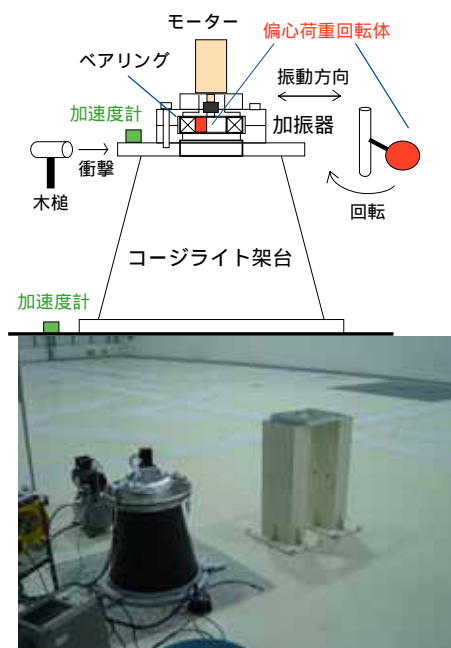 モーター
偏心荷重回転体
ベアリング
振動方向
加速度計
加振器
衝撃
木槌
回転
コージライト架台
加速度計